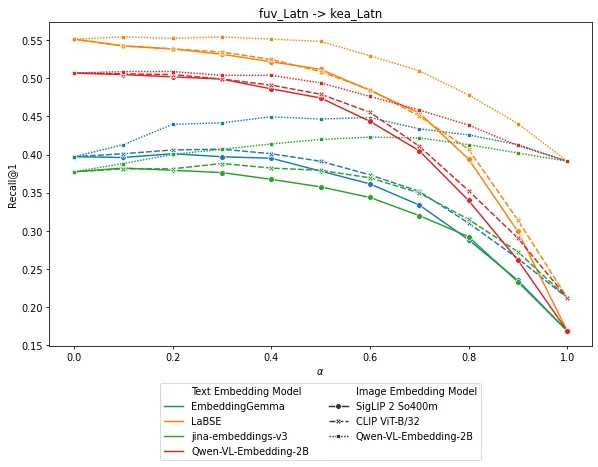 fuv_Latn -> kea_Latn
Recall@1
0.55
0.50
0.45
0.40
0.35
0.30
0.25
0.20
0.15
0.0 0.2 0.4 0.6 0.8 1.0
α
Text Embedding Model
EmbeddingGemma
LaBSE
jina-embeddings-v3
Qwen-VL-Embedding-2B
Image Embedding Model
SigLIP 2 So400m
CLIP ViT-B/32
Qwen-VL-Embedding-2B